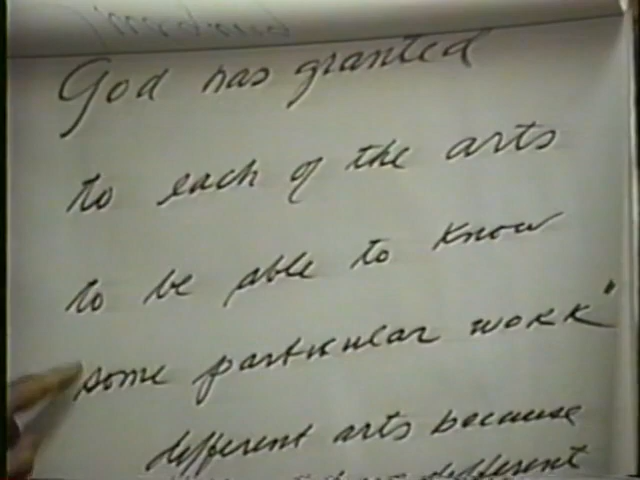 God has granted
to each of the arts
to be able to know
some particular work"
different arts because
different